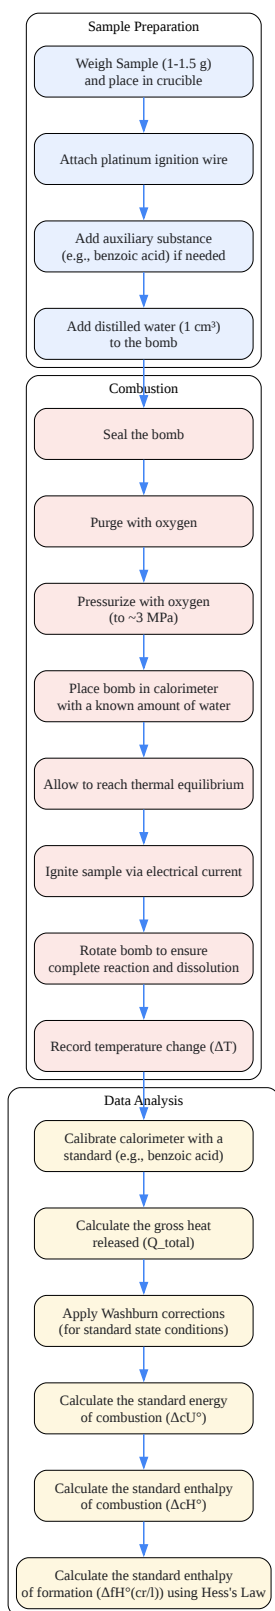 Sample Preparation
Weigh Sample (1-1.5 g)
and place in crucible
Attach platinum ignition wire
Add auxiliary substance
(e.g., benzoic acid) if needed
Add distilled water (1 cm³)
to the bomb
Combustion
Seal the bomb
Purge with oxygen
Pressurize with oxygen
(to ~3 MPa)
Place bomb in calorimeter
with a known amount of water
Allow to reach thermal equilibrium
Ignite sample via electrical current
Rotate bomb to ensure
complete reaction and dissolution
Record temperature change (ΔT)
Data Analysis
Calibrate calorimeter with a
standard (e.g., benzoic acid)
Calculate the gross heat
released (Q_total)
Apply Washburn corrections
(for standard state conditions)
Calculate the standard energy
of combustion (ΔcU°)
Calculate the standard enthalpy
of combustion (ΔcH°)
Calculate the standard enthalpy
of formation (ΔfH°(cr/l)) using Hess's Law